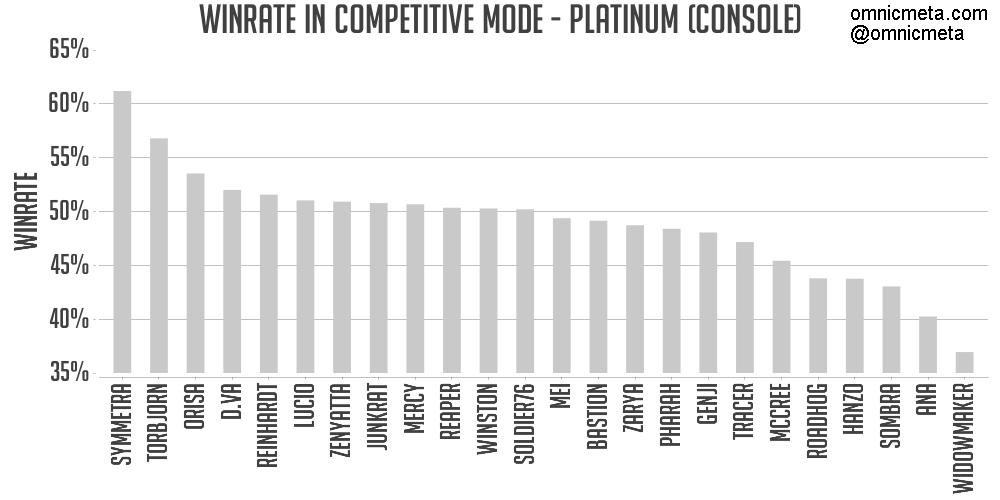 WINRATE IN COMPETITIVE MODE - PLATINUM (CONSOLE)
omnicmeta.com
@omnicmeta
65%
60%
55%
50%
45%
40%
35%
WINRATE
SYMMETRA
TORBJORN
ORISA
D.VA
REINHARDT
LUCIO
ZENYATTA
JUNKRAT
MERCY
REAPER
WINSTON
SOLDIER76
MEI
BASTION
ZARYA
PHARAH
GENJI
TRACER
MCCREE
ROADHOG
HANZO
SOMBRA
ANA
WIDOWMAKER